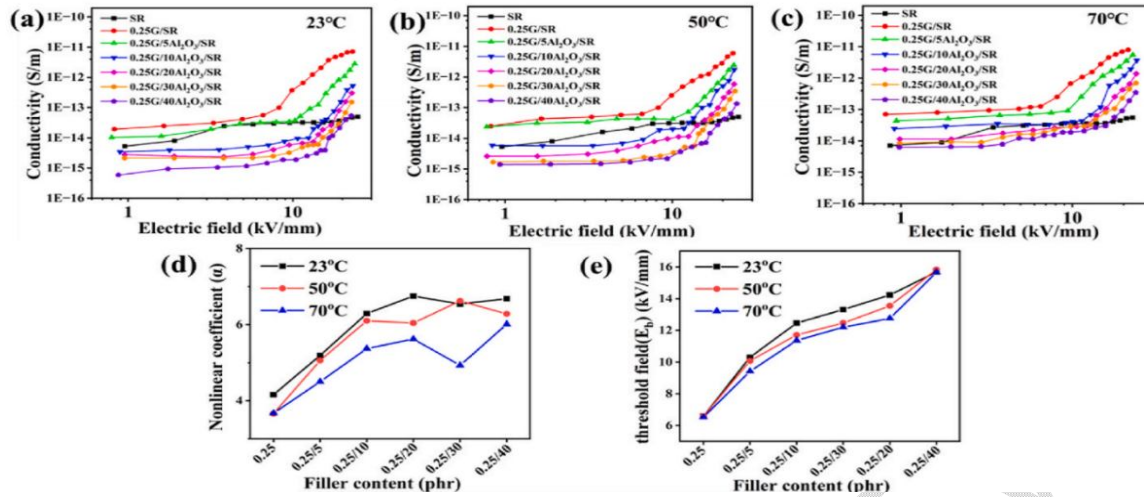 (a)
23°C
SR
0.25G/SR
0.25G/5Al₂O₃/SR
0.25G/10Al₂O₃/SR
0.25G/20Al₂O₃/SR
0.25G/30Al₂O₃/SR
0.25G/40Al₂O₃/SR
1E−10
1E−11
1E−12
1E−13
1E−14
1E−15
1E−16
Conductivity (S/m)
1
10
Electric field (kV/mm)
(b)
50°C
SR
0.25G/SR
0.25G/5Al₂O₃/SR
0.25G/10Al₂O₃/SR
0.25G/20Al₂O₃/SR
0.25G/30Al₂O₃/SR
0.25G/40Al₂O₃/SR
1E−10
1E−11
1E−12
1E−13
1E−14
1E−15
1E−16
Conductivity (S/m)
1
10
Electric field (kV/mm)
(c)
70°C
SR
0.25G/SR
0.25G/5Al₂O₃/SR
0.25G/10Al₂O₃/SR
0.25G/20Al₂O₃/SR
0.25G/30Al₂O₃/SR
0.25G/40Al₂O₃/SR
1E−10
1E−11
1E−12
1E−13
1E−14
1E−15
1E−16
Conductivity (S/m)
1
10
Electric field (kV/mm)
(d)
23°C
50°C
70°C
8
6
4
Nonlinear coefficient (α)
0.25
0.25/5
0.25/10
0.25/20
0.25/30
0.25/40
Filler content (phr)
(e)
23°C
50°C
70°C
16
14
12
10
8
6
threshold field(E_b) (kV/mm)
0.25
0.25/5
0.25/10
0.25/30
0.25/20
0.25/40
Filler content (phr)